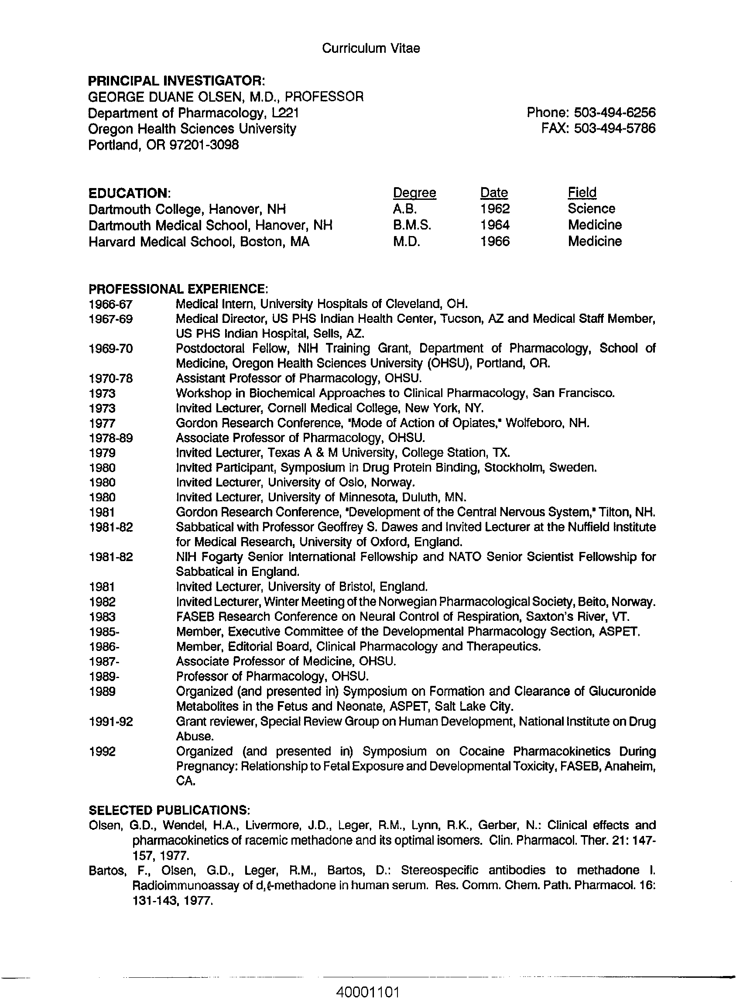 Curriculum Vitae
PRINCIPAL INVESTIGATOR:
GEORGE DUANE OLSEN, M.D., PROFESSOR
Department of Pharmacology, L221 Phone: 503-494-6256
Oregon Health Sciences University FAX: 503-494-5786
Portland, OR 97201-3098
EDUCATION: Degree Date Field
Dartmouth College, Hanover, NH A.B. 1962 Science
Dartmouth Medical School, Hanover, NH B.M.S. 1964 Medicine
Harvard Medical School, Boston, MA M.D. 1966 Medicine
PROFESSIONAL EXPERIENCE:
1966-67 Medical Intern, University Hospitals of Cleveland, OH.
1967-69 Medical Director, US PHS Indian Health Center, Tucson, AZ and Medical Staff Member,
US PHS Indian Hospital, Sells, AZ.
1969-70 Postdoctoral Fellow, NIH Training Grant, Department of Pharmacology, School of
Medicine, Oregon Health Sciences University (OHSU), Portland, OR.
1970-78 Assistant Professor of Pharmacology, OHSU.
1973 Workshop in Biochemical Approaches to Clinical Pharmacology, San Francisco.
1973 Invited Lecturer, Cornell Medical College, New York, NY.
1977 Gordon Research Conference, "Mode of Action of Opiates," Wolfeboro, NH.
1978-89 Associate Professor of Pharmacology, OHSU.
1979 Invited Lecturer, Texas A & M University, College Station, TX.
1980 Invited Participant, Symposium in Drug Protein Binding, Stockholm, Sweden.
1980 Invited Lecturer, University of Oslo, Norway.
1980 Invited Lecturer, University of Minnesota, Duluth, MN.
1981 Gordon Research Conference, "Development of the Central Nervous System," Tilton, NH.
1981-82 Sabbatical with Professor Geoffrey S. Dawes and Invited Lecturer at the Nuffield Institute
for Medical Research, University of Oxford, England.
1981-82 NIH Fogarty Senior International Fellowship and NATO Senior Scientist Fellowship for
Sabbatical in England.
1981 Invited Lecturer, University of Bristol, England.
1982 Invited Lecturer, Winter Meeting of the Norwegian Pharmacological Society, Beito, Norway.
1983 FASEB Research Conference on Neural Control of Respiration, Saxton's River, VT.
1985- Member, Executive Committee of the Developmental Pharmacology Section, ASPET.
1986- Member, Editorial Board, Clinical Pharmacology and Therapeutics.
1987- Associate Professor of Medicine, OHSU.
1989- Professor of Pharmacology, OHSU.
1989 Organized (and presented in) Symposium on Formation and Clearance of Glucuronide
Metabolites in the Fetus and Neonate, ASPET, Salt Lake City.
1991-92 Grant reviewer, Special Review Group on Human Development, National Institute on Drug
Abuse.
1992 Organized (and presented in) Symposium on Cocaine Pharmacokinetics During
Pregnancy: Relationship to Fetal Exposure and Developmental Toxicity, FASEB, Anaheim,
CA.
SELECTED PUBLICATIONS:
Olsen, G.D., Wendel, H.A., Livermore, J.D., Leger, R.M., Lynn, R.K., Gerber, N.: Clinical effects and
pharmacokinetics of racemic methadone and its optimal isomers. Clin. Pharmacol. Ther. 21: 147-
157, 1977.
Bartos, F., Olsen, G.D., Leger, R.M., Bartos, D.: Stereospecific antibodies to methadone I.
Radioimmunoassay of d,ℓ-methadone in human serum. Res. Comm. Chem. Path. Pharmacol. 16:
131-143, 1977.
40001101